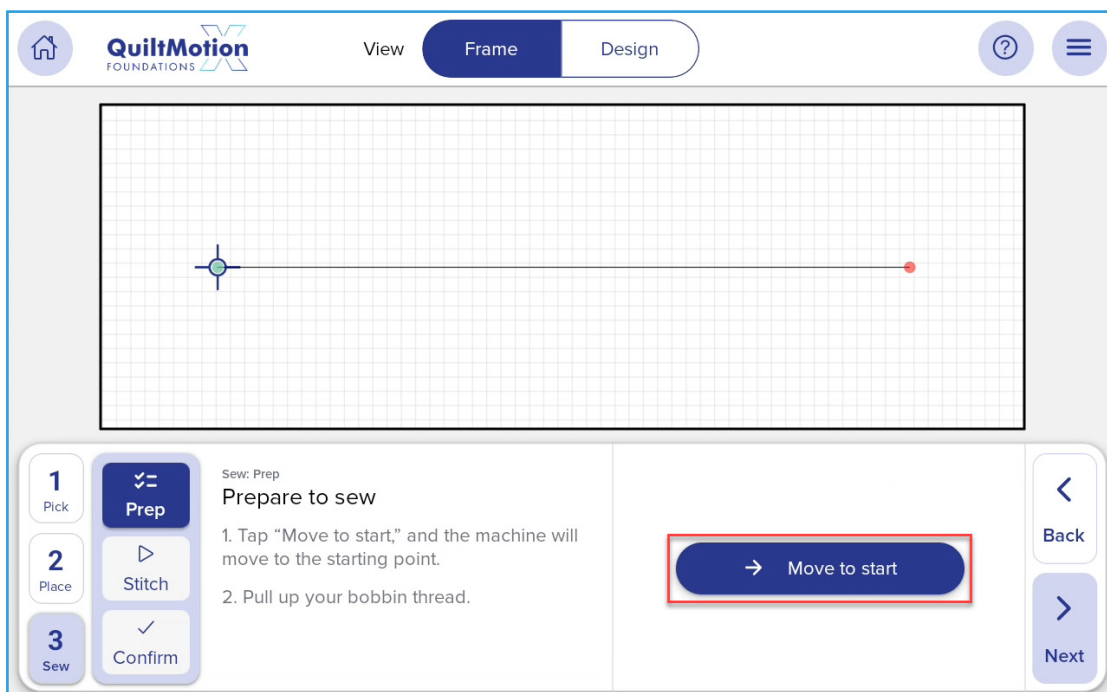 QuiltMotion
FOUNDATIONS
View
Frame
Design
?
1
Pick
2
Place
3
Sew
Prep
Stitch
Confirm
Sew: Prep
Prepare to sew
1. Tap “Move to start,” and the machine will
move to the starting point.
2. Pull up your bobbin thread.
Move to start
Back
Next